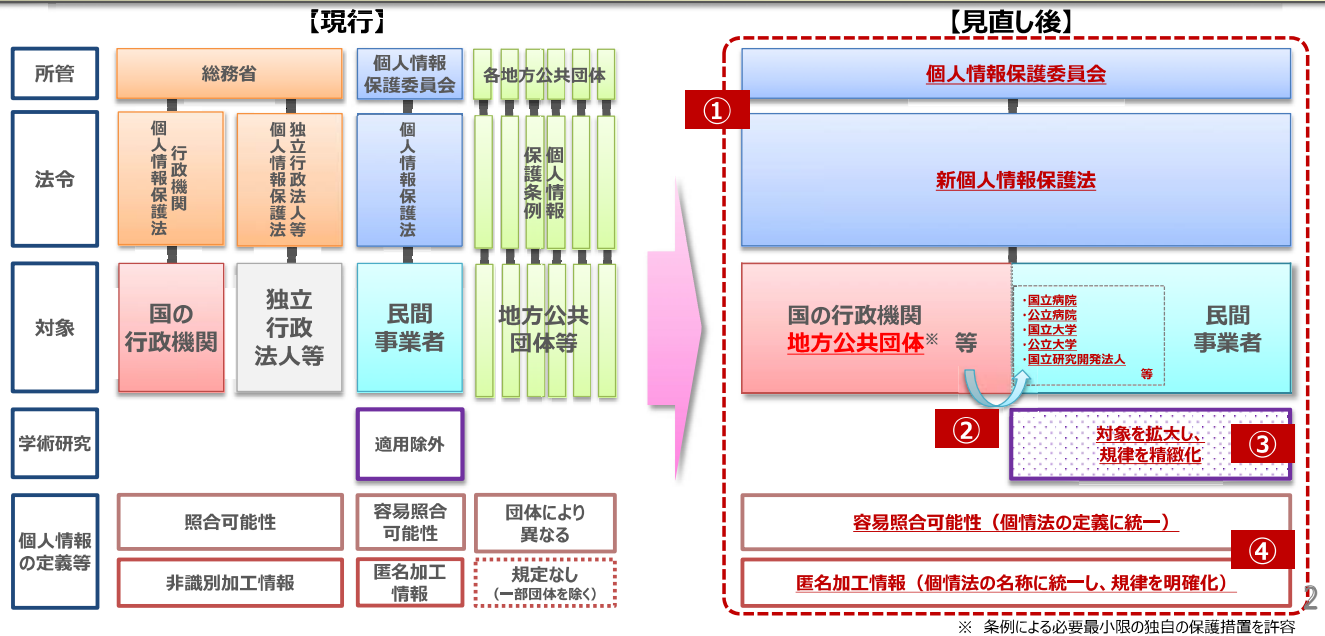 【現行】
【見直し後】
所管
総務省
個人情報
保護委員会
各地方公共団体
個人情報保護委員会
①
法令
行政機関
個人情報保護法
独立行政法人等
個人情報保護法
個人情報保護法
個人情報
保護条例
新個人情報保護法
対象
国の
行政機関
独立
行政
法人等
民間
事業者
地方公共
団体等
国の行政機関
地方公共団体※ 等
・国立病院
・公立病院
・国立大学
・公立大学
・国立研究開発法人
等
民間
事業者
②
学術研究
適用除外
対象を拡大し、
規律を精緻化
③
個人情報
の定義等
照合可能性
容易照合
可能性
団体により
異なる
容易照合可能性（個情法の定義に統一）
④
非識別加工情報
匿名加工
情報
規定なし
（一部団体を除く）
匿名加工情報（個情法の名称に統一し、規律を明確化）
2
※ 条例による必要最小限の独自の保護措置を許容